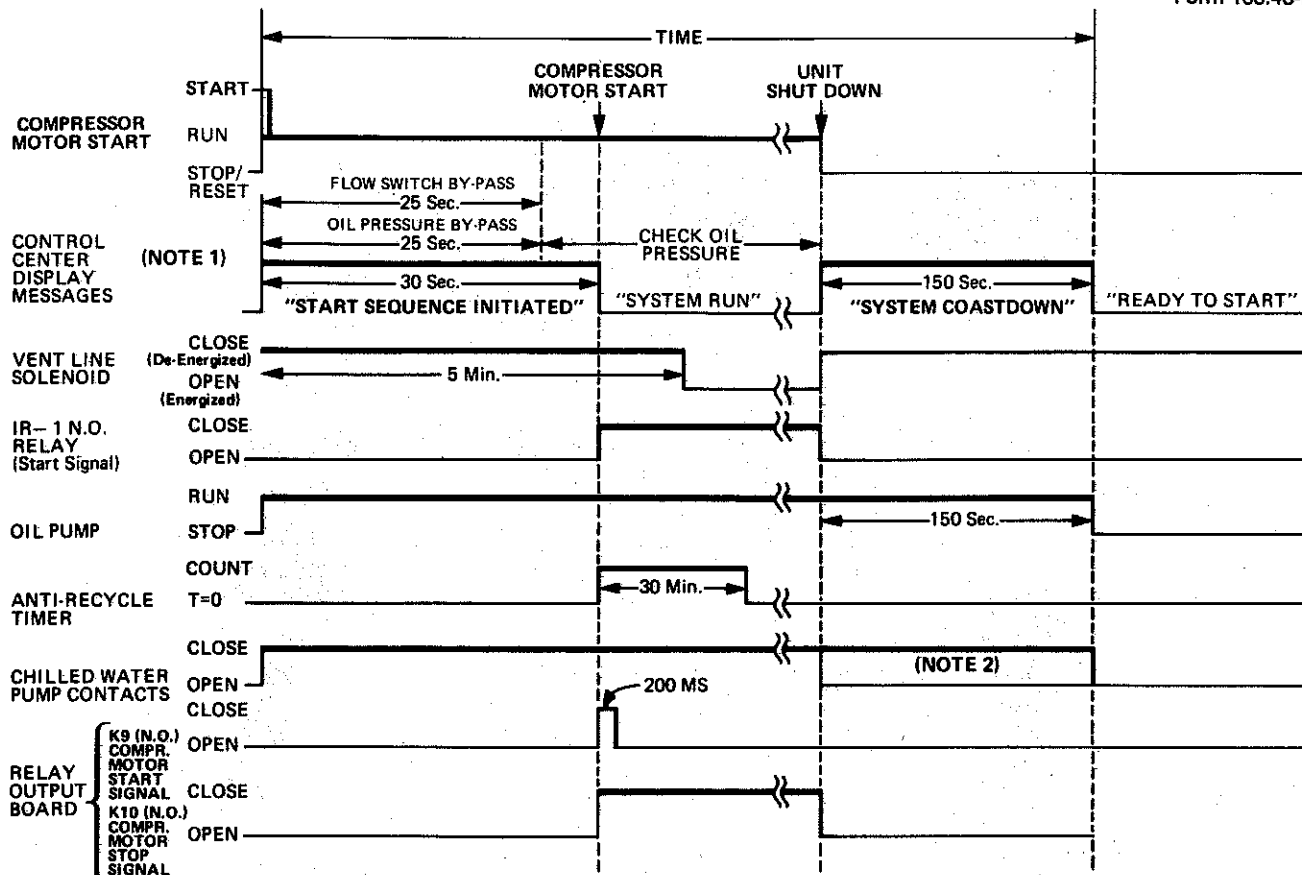 TIME
COMPRESSOR
MOTOR START
UNIT
SHUT DOWN
COMPRESSOR
MOTOR START
START
RUN
STOP/
RESET
FLOW SWITCH BY-PASS
25 Sec.
OIL PRESSURE BY-PASS
25 Sec.
CHECK OIL
PRESSURE
CONTROL
CENTER
DISPLAY
MESSAGES
(NOTE 1)
30 Sec.
"START SEQUENCE INITIATED"
"SYSTEM RUN"
150 Sec.
"SYSTEM COASTDOWN"
"READY TO START"
VENT LINE
SOLENOID
CLOSE
(De-Energized)
OPEN
(Energized)
5 Min.
IR-1 N.O.
RELAY
(Start Signal)
CLOSE
OPEN
OIL PUMP
RUN
STOP
150 Sec.
ANTI-RECYCLE
TIMER
COUNT
T=0
30 Min.
CHILLED WATER
PUMP CONTACTS
CLOSE
OPEN
(NOTE 2)
RELAY
OUTPUT
BOARD
K9 (N.O.)
COMPR.
MOTOR
START
SIGNAL
CLOSE
OPEN
200 MS
K10 (N.O.)
COMPR.
MOTOR
STOP
SIGNAL
CLOSE
OPEN